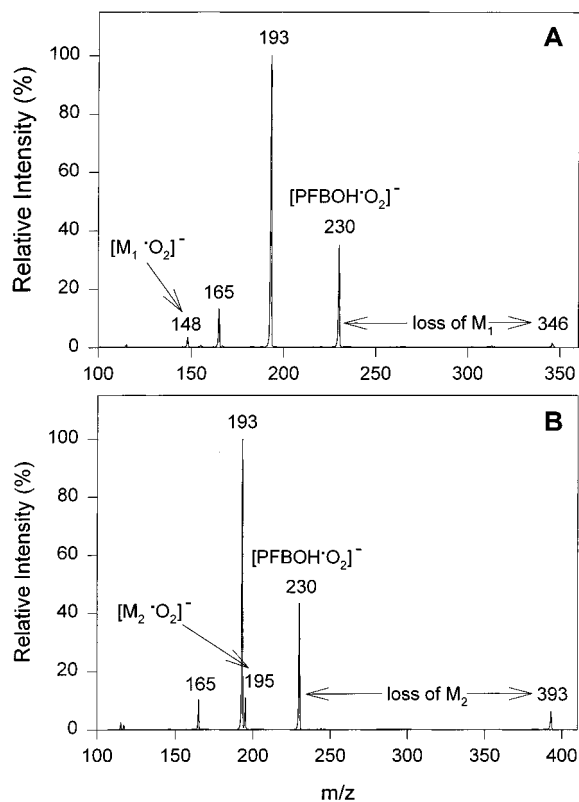 A
193
100
80
60
40
20
0
Relative Intensity (%)
[PFBOH·O₂]⁻
230
[M₁·O₂]⁻
165
148
loss of M₁
346
100 150 200 250 300 350
B
193
100
80
60
40
20
0
Relative Intensity (%)
[PFBOH·O₂]⁻
230
[M₂·O₂]⁻
165
195
loss of M₂
393
100 150 200 250 300 350 400
m/z